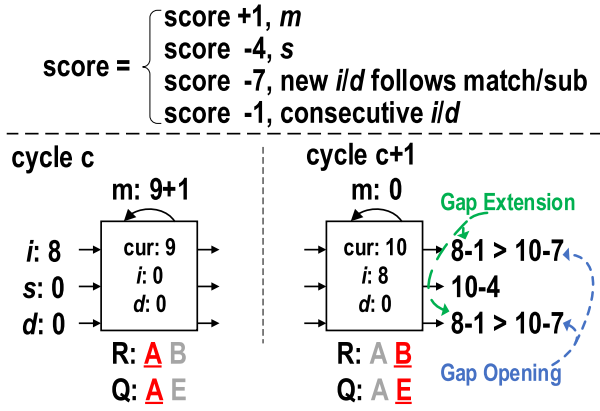 score +1, m
score -4, s
score =
score -7, new i/d follows match/sub
score -1, consecutive i/d
cycle c
m: 9+1
i: 8
s: 0
d: 0
cur: 9
i: 0
d: 0
R: A B
Q: A E
cycle c+1
m: 0
Gap Extension
cur: 10
i: 8
d: 0
8-1 > 10-7
10-4
8-1 > 10-7
R: A B
Q: A E
Gap Opening